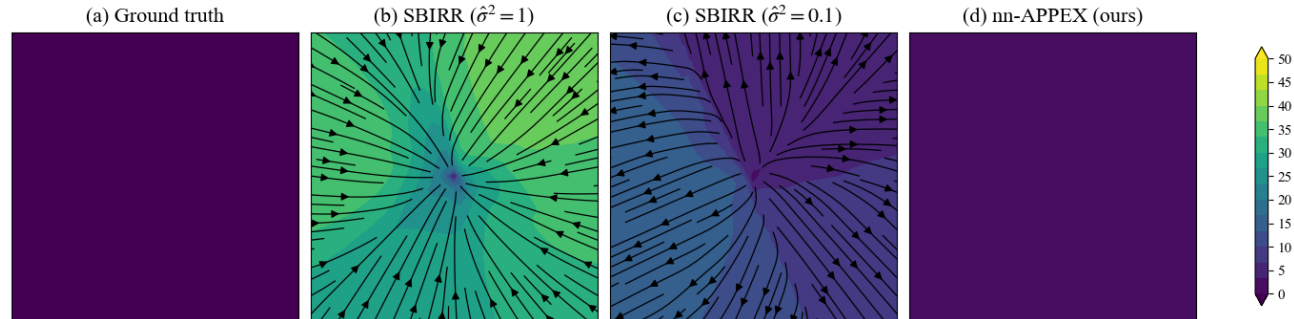 (a) Ground truth
(b) SBIRR (σ̂² = 1)
(c) SBIRR (σ̂² = 0.1)
(d) nn-APPEX (ours)
50
45
40
35
30
25
20
15
10
5
0